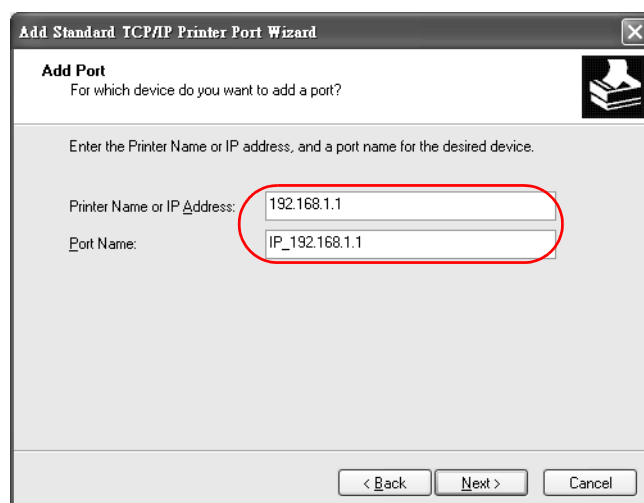 Add Standard TCP/IP Printer Port Wizard
Add Port
For which device do you want to add a port?
Enter the Printer Name or IP address, and a port name for the desired device.
Printer Name or IP Address: 192.168.1.1
Port Name: IP_192.168.1.1
< Back Next > Cancel